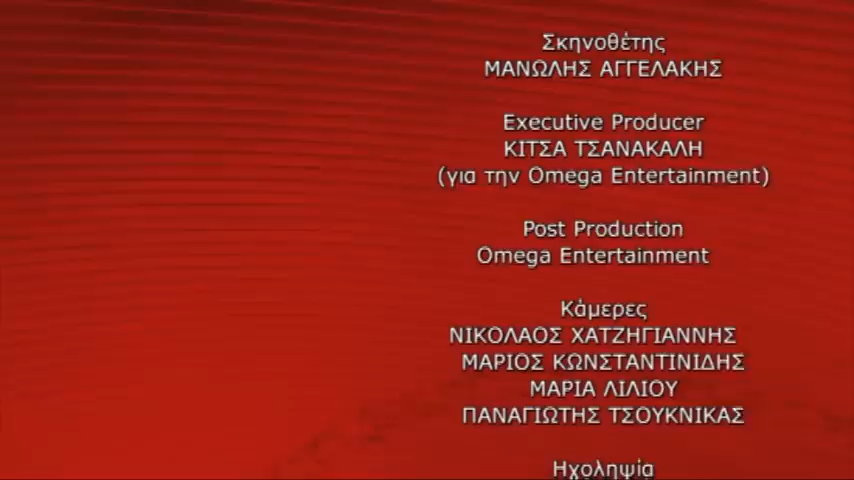 Σκηνοθέτης
ΜΑΝΩΛΗΣ ΑΓΓΕΛΑΚΗΣ
Executive Producer
ΚΙΤΣΑ ΤΣΑΝΑΚΑΛΗ
(για την Omega Entertainment)
Post Production
Omega Entertainment
Κάμερες
ΝΙΚΟΛΑΟΣ ΧΑΤΖΗΓΙΑΝΝΗΣ
ΜΑΡΙΟΣ ΚΩΝΣΤΑΝΤΙΝΙΔΗΣ
ΜΑΡΙΑ ΛΙΛΙΟΥ
ΠΑΝΑΓΙΩΤΗΣ ΤΣΟΥΚΝΙΚΑΣ
Ηχοληψία